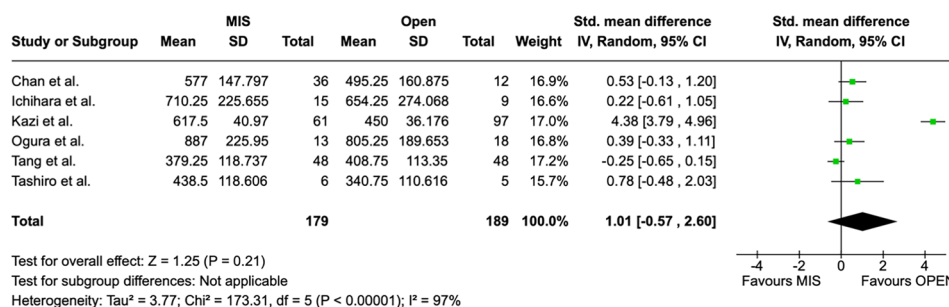 MIS Open Std. mean difference Std. mean difference
Study or Subgroup Mean SD Total Mean SD Total Weight IV, Random, 95% CI IV, Random, 95% CI
Chan et al. 577 147.797 36 495.25 160.875 12 16.9% 0.53 [-0.13 , 1.20]
Ichihara et al. 710.25 225.655 15 654.25 274.068 9 16.6% 0.22 [-0.61 , 1.05]
Kazi et al. 617.5 40.97 61 450 36.176 97 17.0% 4.38 [3.79 , 4.96]
Ogura et al. 887 225.95 13 805.25 189.653 18 16.8% 0.39 [-0.33 , 1.11]
Tang et al. 379.25 118.737 48 408.75 113.35 48 17.2% -0.25 [-0.65 , 0.15]
Tashiro et al. 438.5 118.606 6 340.75 110.616 5 15.7% 0.78 [-0.48 , 2.03]
Total 179 189 100.0% 1.01 [-0.57 , 2.60]
Test for overall effect: Z = 1.25 (P = 0.21)
Test for subgroup differences: Not applicable
Heterogeneity: Tau² = 3.77; Chi² = 173.31, df = 5 (P < 0.00001); I² = 97%
-4 -2 0 2 4
Favours MIS Favours OPEN